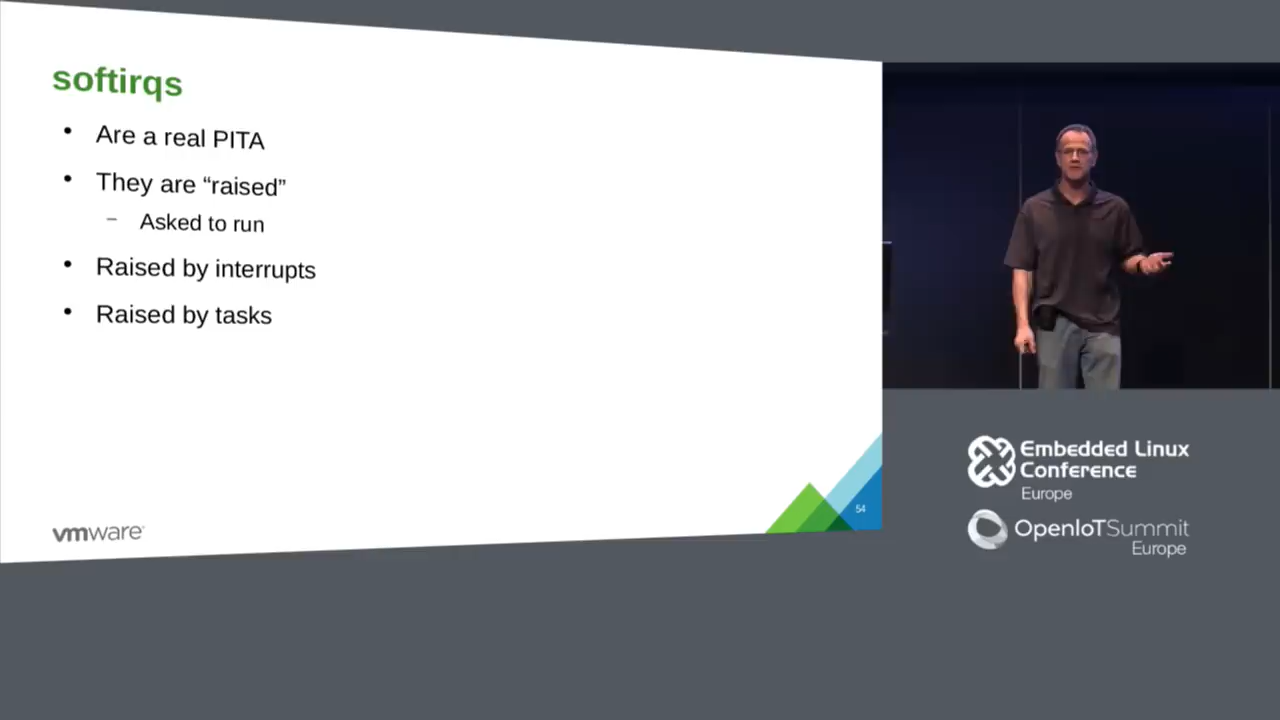 softirqs
• Are a real PITA
• They are “raised”
– Asked to run
• Raised by interrupts
• Raised by tasks
vmware
54
Embedded Linux
Conference
Europe
OpenIoTSummit
Europe